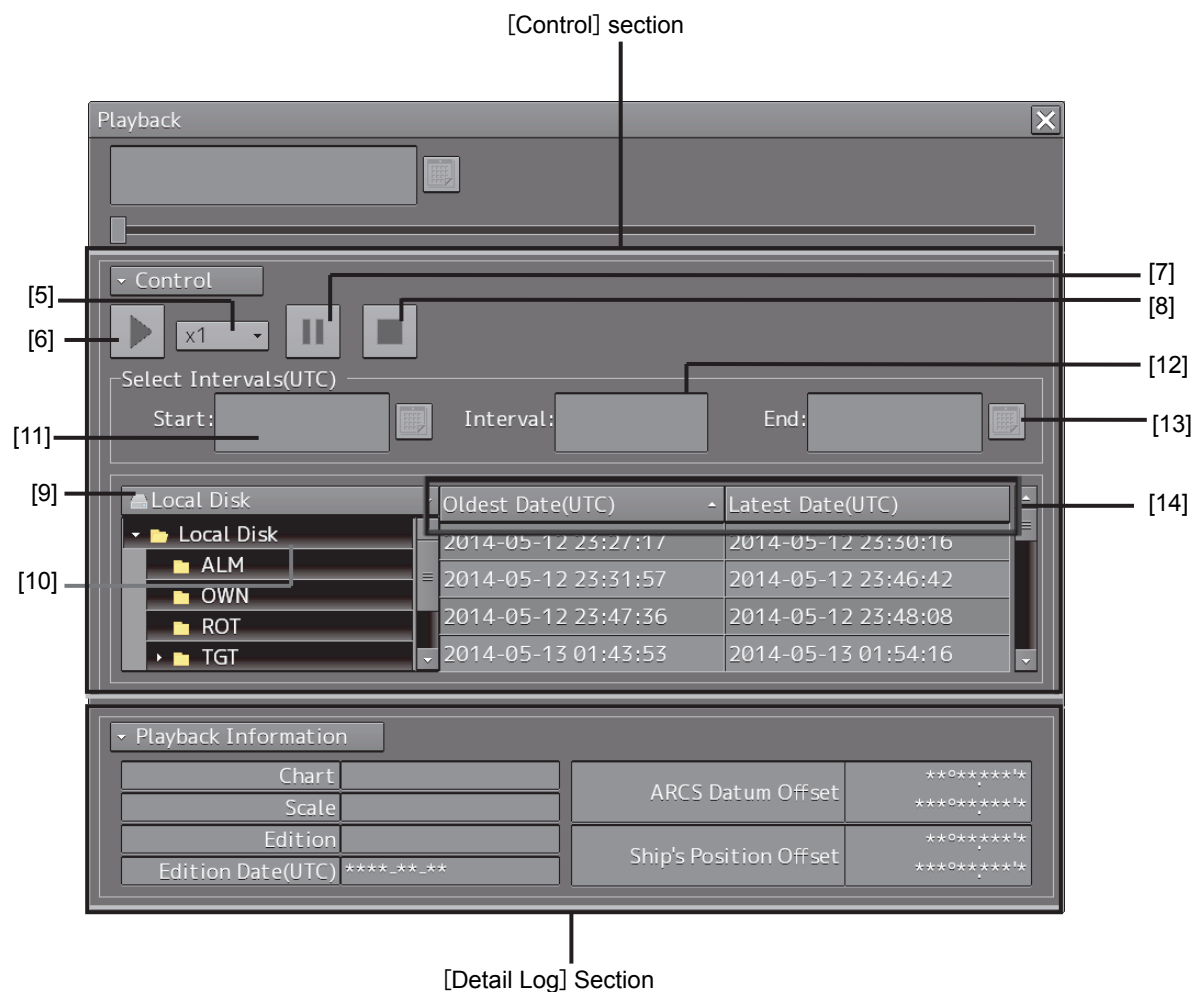 [Control] section
Playback
Control
[5]
[7]
[8]
[6]
x1
[12]
Select Intervals(UTC)
Start:
Interval:
End:
[11]
[13]
[9]
Local Disk
Oldest Date(UTC)
Latest Date(UTC)
[14]
Local Disk
2014-05-12 23:27:17
2014-05-12 23:30:16
ALM
2014-05-12 23:31:57
2014-05-12 23:46:42
[10]
OWN
ROT
2014-05-12 23:47:36
2014-05-12 23:48:08
TGT
2014-05-13 01:43:53
2014-05-13 01:54:16
Playback Information
Chart
Scale
Edition
Edition Date(UTC)
****-**-**
ARCS Datum Offset
**°**.***'*
***°**.***'*
Ship's Position Offset
**°**.***'*
***°**.***'*
[Detail Log] Section